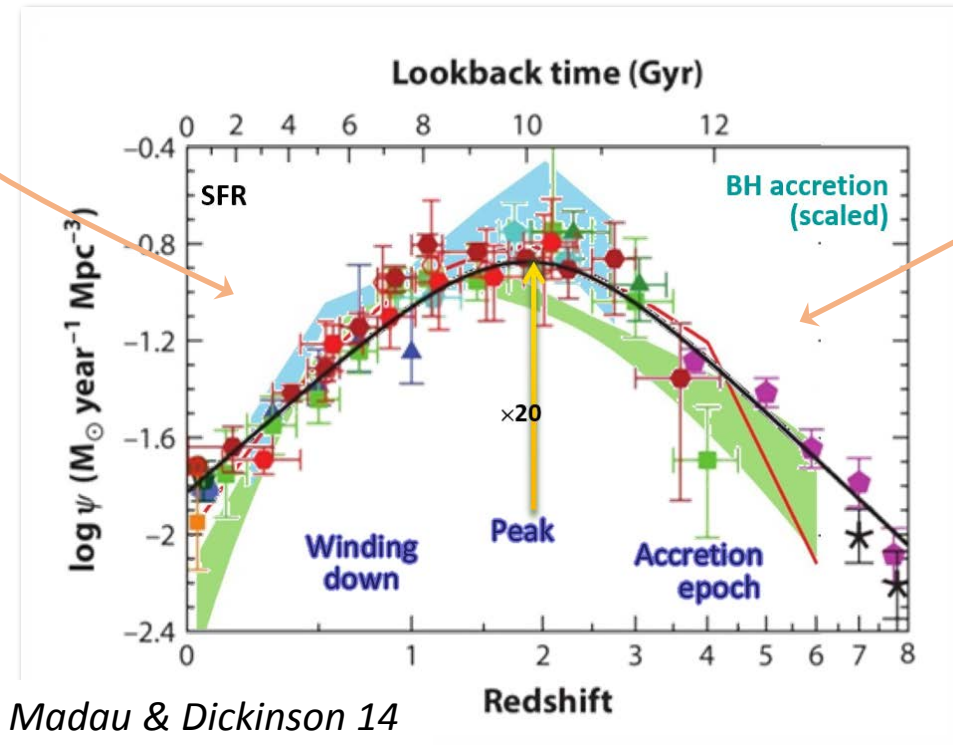 Lookback time (Gyr)
0 2 4 6 8 10 12
−0.4
−0.8
−1.2
−1.6
−2
−2.4
log ψ (M⊙ year⁻¹ Mpc⁻³)
SFR
BH accretion
(scaled)
×20
Winding
down
Peak
Accretion
epoch
0 1 2 3 4 5 6 7 8
Redshift
Madau & Dickinson 14